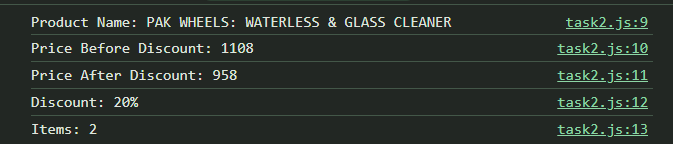 Product Name: PAK WHEELS: WATERLESS & GLASS CLEANER task2.js:9
Price Before Discount: 1108 task2.js:10
Price After Discount: 958 task2.js:11
Discount: 20% task2.js:12
Items: 2 task2.js:13